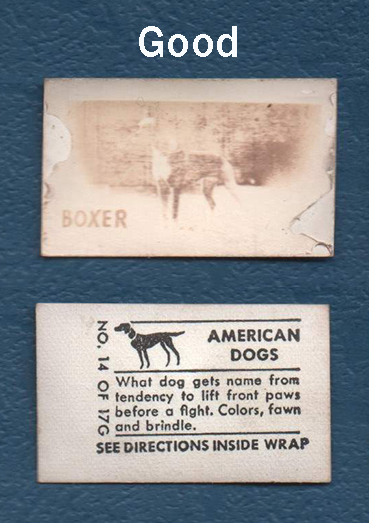 Good
BOXER
NO. 14 OF 17G
AMERICAN
DOGS
What dog gets name from
tendency to lift front paws
before a fight. Colors, fawn
and brindle.
SEE DIRECTIONS INSIDE WRAP